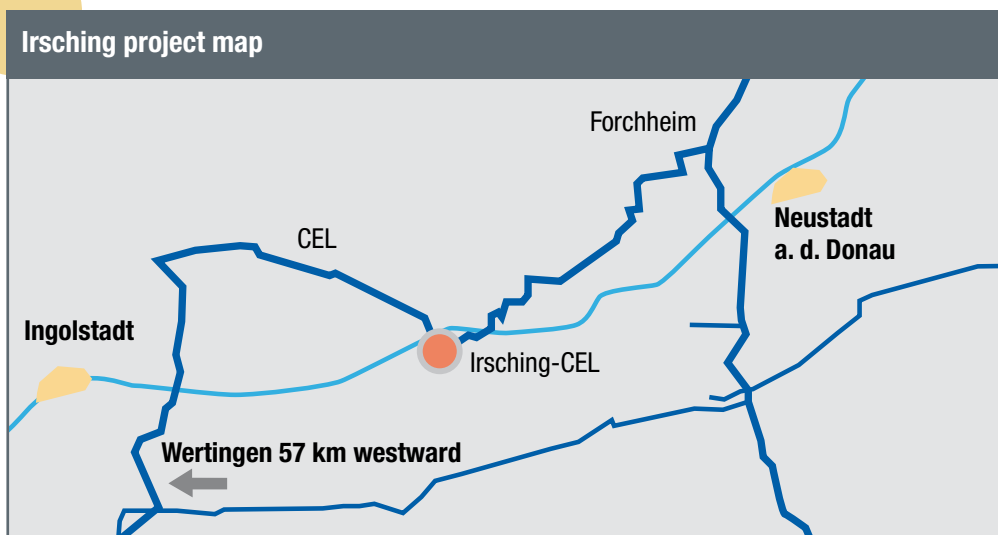 Irsching project map
Forchheim
Neustadt
a. d. Donau
CEL
Ingolstadt
Irsching-CEL
Wertingen 57 km westward